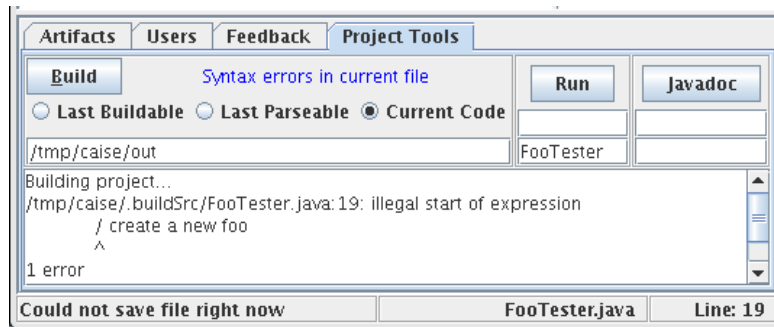 Artifacts Users Feedback Project Tools
Build Syntax errors in current file Run Javadoc
Last Buildable Last Parseable Current Code
/tmp/caise/out FooTester
Building project...
/tmp/caise/.buildSrc/FooTester.java:19: illegal start of expression
/ create a new foo
^
1 error
Could not save file right now FooTester.java Line: 19